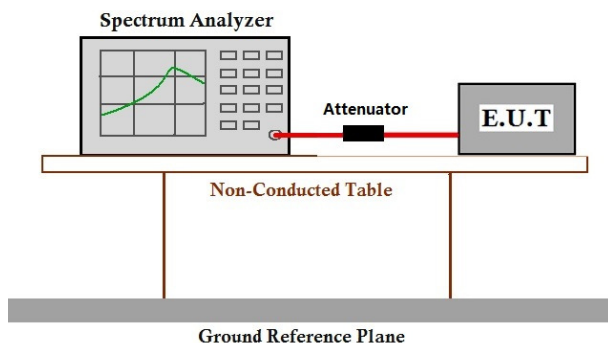 Spectrum Analyzer
Attenuator
E.U.T
Non-Conducted Table
Ground Reference Plane